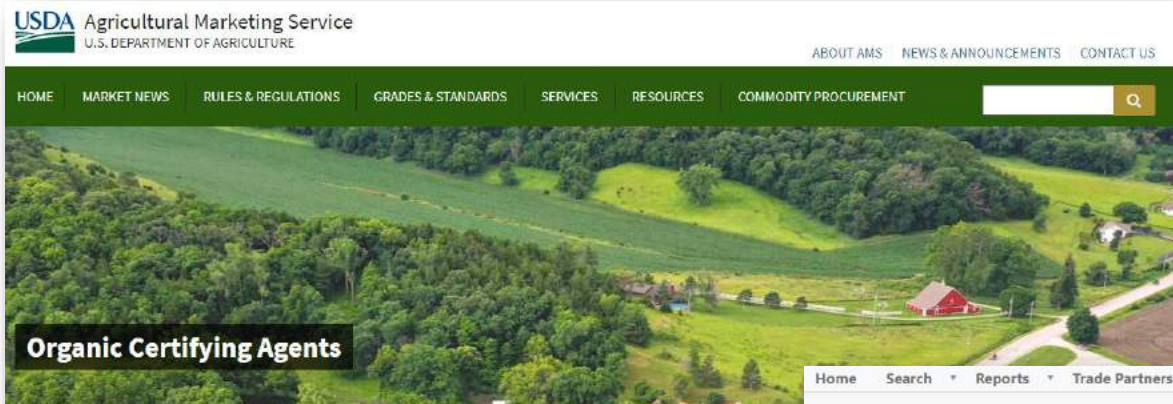 USDA Agricultural Marketing Service
U.S. DEPARTMENT OF AGRICULTURE
ABOUT AMS NEWS & ANNOUNCEMENTS CONTACT US
HOME MARKET NEWS RULES & REGULATIONS GRADES & STANDARDS SERVICES RESOURCES COMMODITY PROCUREMENT
Organic Certifying Agents
Home Search Reports Trade Partners